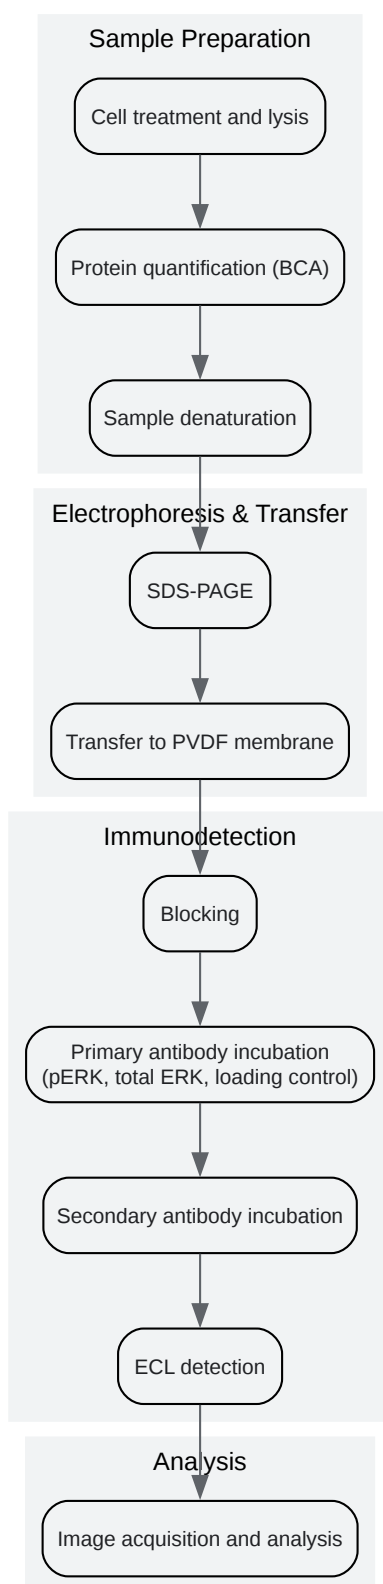 Sample Preparation
Cell treatment and lysis
Protein quantification (BCA)
Sample denaturation
Electrophoresis & Transfer
SDS-PAGE
Transfer to PVDF membrane
Immunodetection
Blocking
Primary antibody incubation
(pERK, total ERK, loading control)
Secondary antibody incubation
ECL detection
Analysis
Image acquisition and analysis